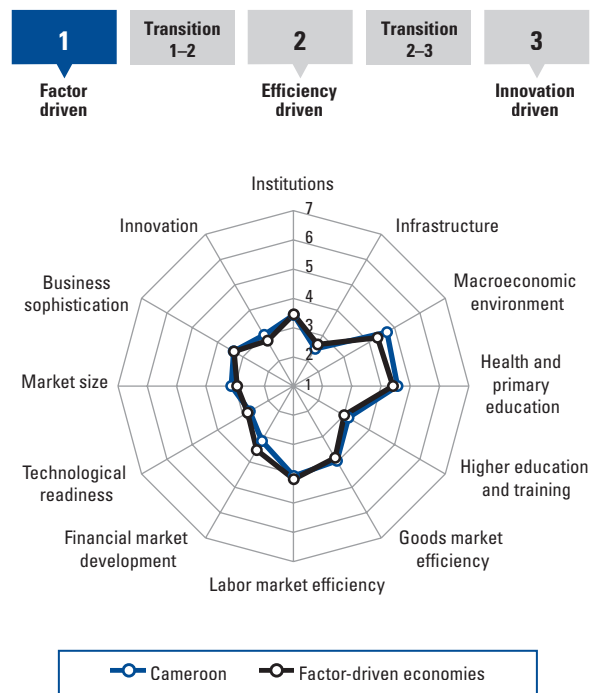 1
Transition
1–2
2
Transition
2–3
3
Factor
driven
Efficiency
driven
Innovation
driven
Institutions
Infrastructure
Macroeconomic
environment
Health and
primary
education
Higher education
and training
Goods market
efficiency
Labor market efficiency
Financial market
development
Technological
readiness
Market size
Business
sophistication
Innovation
7
6
5
4
3
2
1
Cameroon
Factor-driven economies